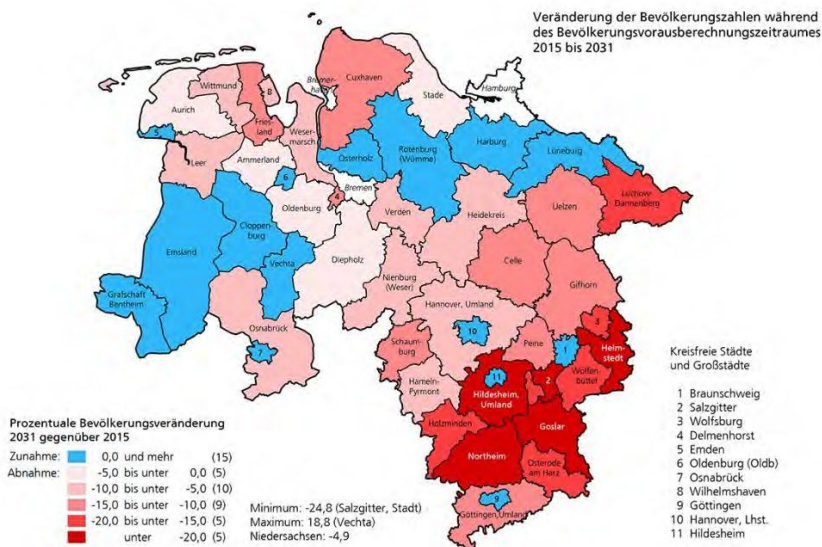 Veränderung der Bevölkerungszahlen während
des Bevölkerungsvorausberechnungszeitraumes
2015 bis 2031
Hamburg
Cuxhaven
Bremer-
haven
Stade
Wittmund
8
Aurich
Fries-
land
Weser-
marsch
5
Leer
Ammerland
6
Osterholz
Rotenburg
(Wümme)
Harburg
Lüneburg
Lüchow-
Dannenberg
Oldenburg
4
Bremen
Verden
Heidekreis
Uelzen
Emsland
Cloppen-
burg
Vechta
Diepholz
Nienburg
(Weser)
Celle
Gifhorn
Grafschaft
Bentheim
Osnabrück
7
Hannover, Umland
10
Schaum-
burg
Peine
1
3
Helm-
stedt
Hameln-
Pyrmont
11
Hildesheim,
Umland
2
Wolfen-
büttel
Holzminden
Goslar
Northeim
Osterode
am Harz
9
Göttingen,Umland
Kreisfreie Städte
und Großstädte
1 Braunschweig
2 Salzgitter
3 Wolfsburg
4 Delmenhorst
5 Emden
6 Oldenburg (Oldb)
7 Osnabrück
8 Wilhelmshaven
9 Göttingen
10 Hannover, Lhst.
11 Hildesheim
Prozentuale Bevölkerungsveränderung
2031 gegenüber 2015
Zunahme: 0,0 und mehr (15)
Abnahme: -5,0 bis unter 0,0 (5)
-10,0 bis unter -5,0 (10)
-15,0 bis unter -10,0 (9)
-20,0 bis unter -15,0 (5)
unter -20,0 (5)
Minimum: -24,8 (Salzgitter, Stadt)
Maximum: 18,8 (Vechta)
Niedersachsen: -4,9